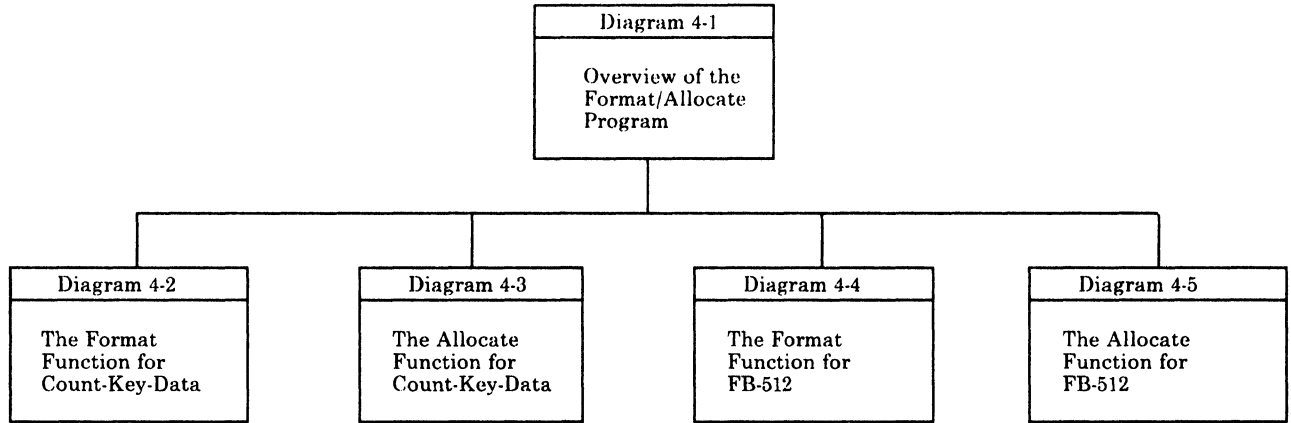 Diagram 4-1
Overview of the
Format/Allocate
Program
Diagram 4-2
The Format
Function for
Count-Key-Data
Diagram 4-3
The Allocate
Function for
Count-Key-Data
Diagram 4-4
The Format
Function for
FB-512
Diagram 4-5
The Allocate
Function for
FB-512